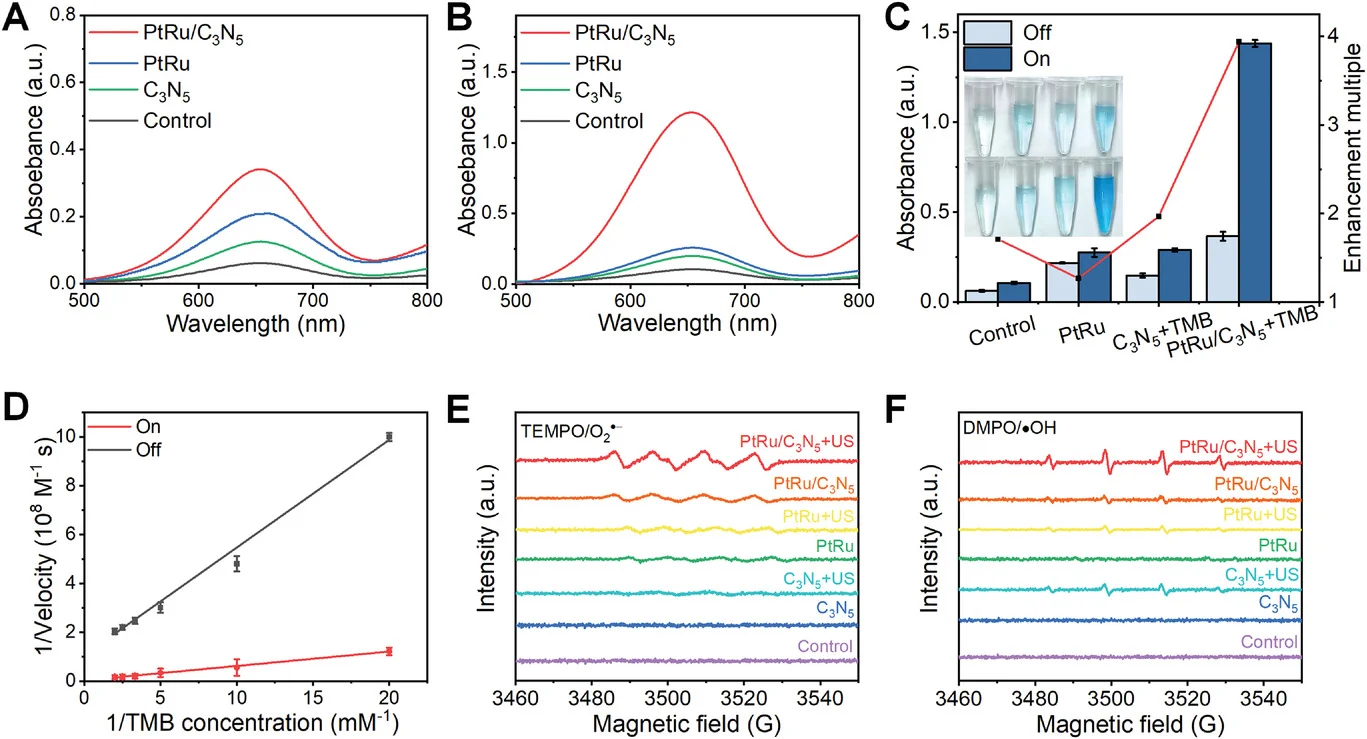 A
0.8
0.6
0.4
0.2
0.0
500
600
700
800
Absoebance (a.u.)
Wavelength (nm)
PtRu/C3N5
PtRu
C3N5
Control
B
1.5
1.0
0.5
0.0
500
600
700
800
Absoebance (a.u.)
Wavelength (nm)
PtRu/C3N5
PtRu
C3N5
Control
C
1.5
1.0
0.5
0.0
Absorbance (a.u.)
Off
On
4
3
2
1
Enhancement multiple
Control
PtRu
C3N5+TMB
PtRu/C3N5+TMB
D
10
8
6
4
2
0
0
5
10
15
20
1/Velocity (10⁸ M⁻¹ s)
1/TMB concentration (mM⁻¹)
On
Off
E
TEMPO/O2•−
PtRu/C3N5+US
PtRu/C3N5
PtRu+US
PtRu
C3N5+US
C3N5
Control
Intensity (a.u.)
3460
3480
3500
3520
3540
Magnetic field (G)
F
DMPO/●OH
PtRu/C3N5+US
PtRu/C3N5
PtRu+US
PtRu
C3N5+US
C3N5
Control
Intensity (a.u.)
3460
3480
3500
3520
3540
Magnetic field (G)